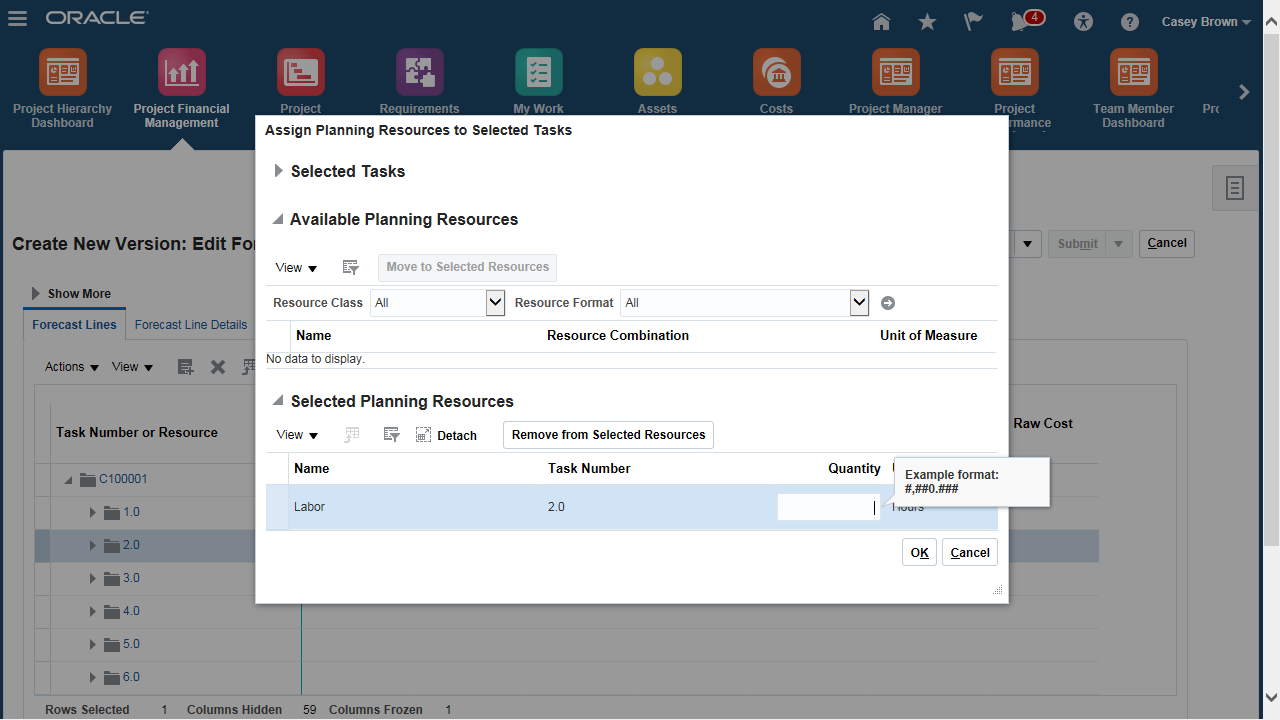 ORACLE
4
Casey Brown
Project Hierarchy Dashboard
Project Financial Management
Project
Requirements
My Work
Assets
Costs
Project Manager
Project
Team Member Dashboard
Assign Planning Resources to Selected Tasks
Selected Tasks
Available Planning Resources
Create New Version: Edit Fo
Submit
Cancel
View
Move to Selected Resources
Show More
Resource Class All Resource Format All
Forecast Lines Forecast Line Details
Name Resource Combination Unit of Measure
No data to display.
Actions View
Selected Planning Resources
Task Number or Resource
Raw Cost
View Detach Remove from Selected Resources
Name Task Number Quantity
Example format:
#,##0.###
C100001
Labor 2.0 Hours
1.0
2.0
OK Cancel
3.0
4.0
5.0
6.0
Rows Selected 1 Columns Hidden 59 Columns Frozen 1